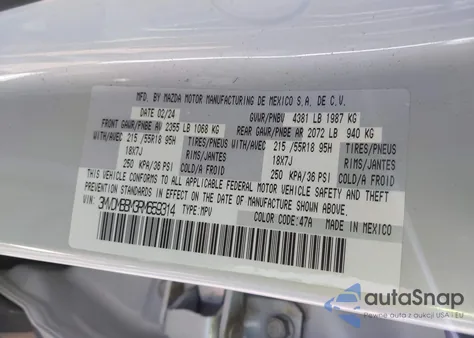 MFD. BY MAZDA MOTOR MANUFACTURING DE MEXICO S.A. DE C.V.
DATE: 02/24 GVWR/PNBV 4381 LB 1987 KG
FRONT GAWR/PNBE AV 2355 LB 1068 KG REAR GAWR/PNBE AR 2072 LB 940 KG
WITH/AVEC 215 /55R18 95H TIRES/PNEUS WITH/AVEC 215 /55R18 95H TIRES/PNEUS
18X7J RIMS/JANTES 18X7J RIMS/JANTES
250 KPA/36 PSI COLD/A FROID 250 KPA/36 PSI COLD/A FROID
THIS VEHICLE CONFORMS TO ALL APPLICABLE FEDERAL MOTOR VEHICLE SAFETY AND THEFT
PREVENTION STANDARDS IN EFFECT ON THE DATE OF MANUFACTURE SHOWN ABOVE.
VIN: TYPE: MPV COLOR CODE: 47A MADE IN MEXICO
autoSnap
Pewne auta z aukcji USA i EU